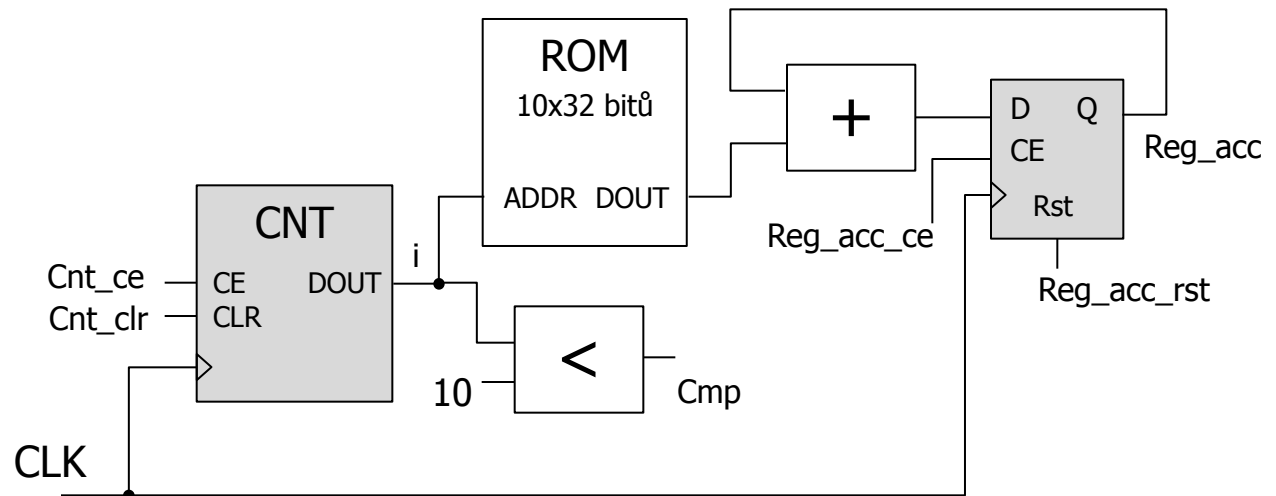 ROM
10x32 bitů
ADDR DOUT
+
D Q
CE
Rst
Reg_acc
Reg_acc_ce
Reg_acc_rst
CNT
CE DOUT
CLR
Cnt_ce
Cnt_clr
i
<
10
Cmp
CLK